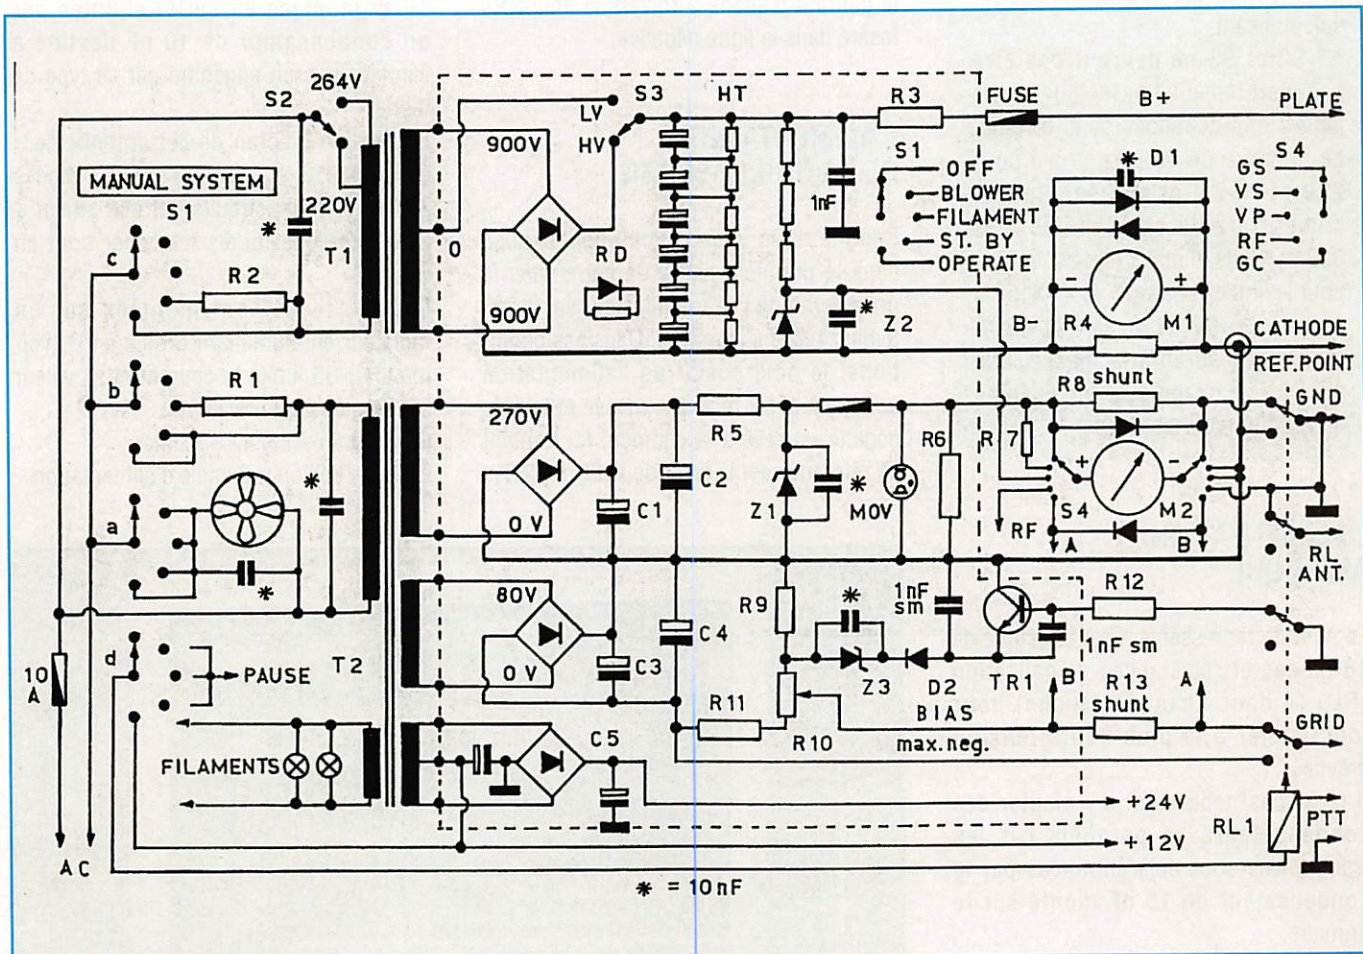 264V
S2
S3
HT
R3
FUSE
B+
PLATE
LV
HV
900V
S1
OFF
BLOWER
FILAMENT
ST. BY
OPERATE
* D1
S4
GS
VS
VP
RF
GC
MANUAL SYSTEM
S1
220V
*
T1
O
1nF
RD
c
R2
900V
*
Z2
B-
-
+
R4
M1
CATHODE
REF.POINT
b
R1
270V
R5
R6
R7
R8 shunt
GND
*
C1
C2
Z1
*
MOV
+
-
S4
M2
RF
A
B
a
0V
*
RL
ANT.
80V
R9
*
1nF
sm
R12
1nF sm
C4
d
PAUSE
T2
0V
C3
Z3
D2
TR1
B
R13
shunt
A
10
A
R11
R10
BIAS
max. neg.
GRID
C5
FILAMENTS
+24V
+12V
RL1
PTT
AC
* = 10nF